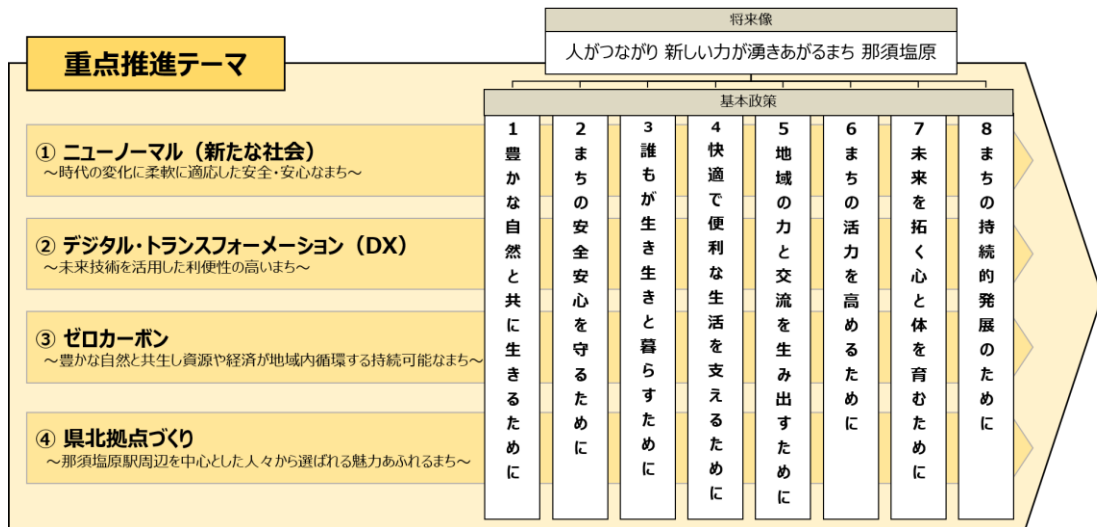 将来像
人がつながり 新しい力が湧きあがるまち 那須塩原
重点推進テーマ
基本政策
① ニューノーマル（新たな社会）
～時代の変化に柔軟に適応した安全・安心なまち～
② デジタル・トランスフォーメーション（DX）
～未来技術を活用した利便性の高いまち～
③ ゼロカーボン
～豊かな自然と共生し資源や経済が地域内循環する持続可能なまち～
④ 県北拠点づくり
～那須塩原駅周辺を中心とした人々から選ばれる魅力あふれるまち～
1豊かな自然と共に生きるために
2まちの安全安心を守るために
3誰もが生き生きと暮らすために
4快適で便利な生活を支えるために
5地域の力と交流を生み出すために
6まちの活力を高めるために
7未来を拓く心と体を育むために
8まちの持続的発展のために